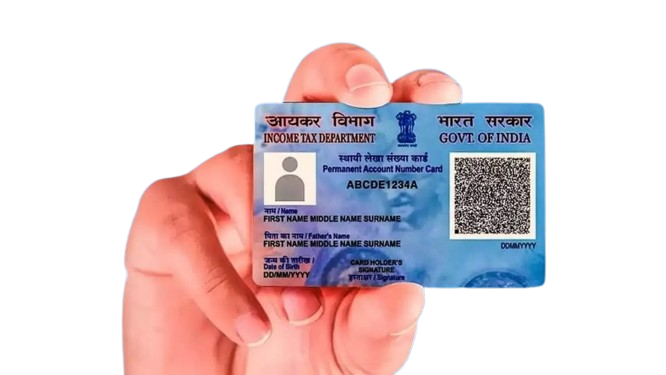 आयकर विभाग
INCOME TAX DEPARTMENT
भारत सरकार
GOVT. OF INDIA
स्थायी लेखा संख्या कार्ड
Permanent Account Number Card
ABCDE1234A
नाम / Name
FIRST NAME MIDDLE NAME SURNAME
पिता का नाम / Father's Name
FIRST NAME MIDDLE NAME SURNAME
जन्म की तारीख /
Date of Birth
DD/MM/YYYY
CARD HOLDER'S
SIGNATURE
हस्ताक्षर / Signature
DDMMYYYY